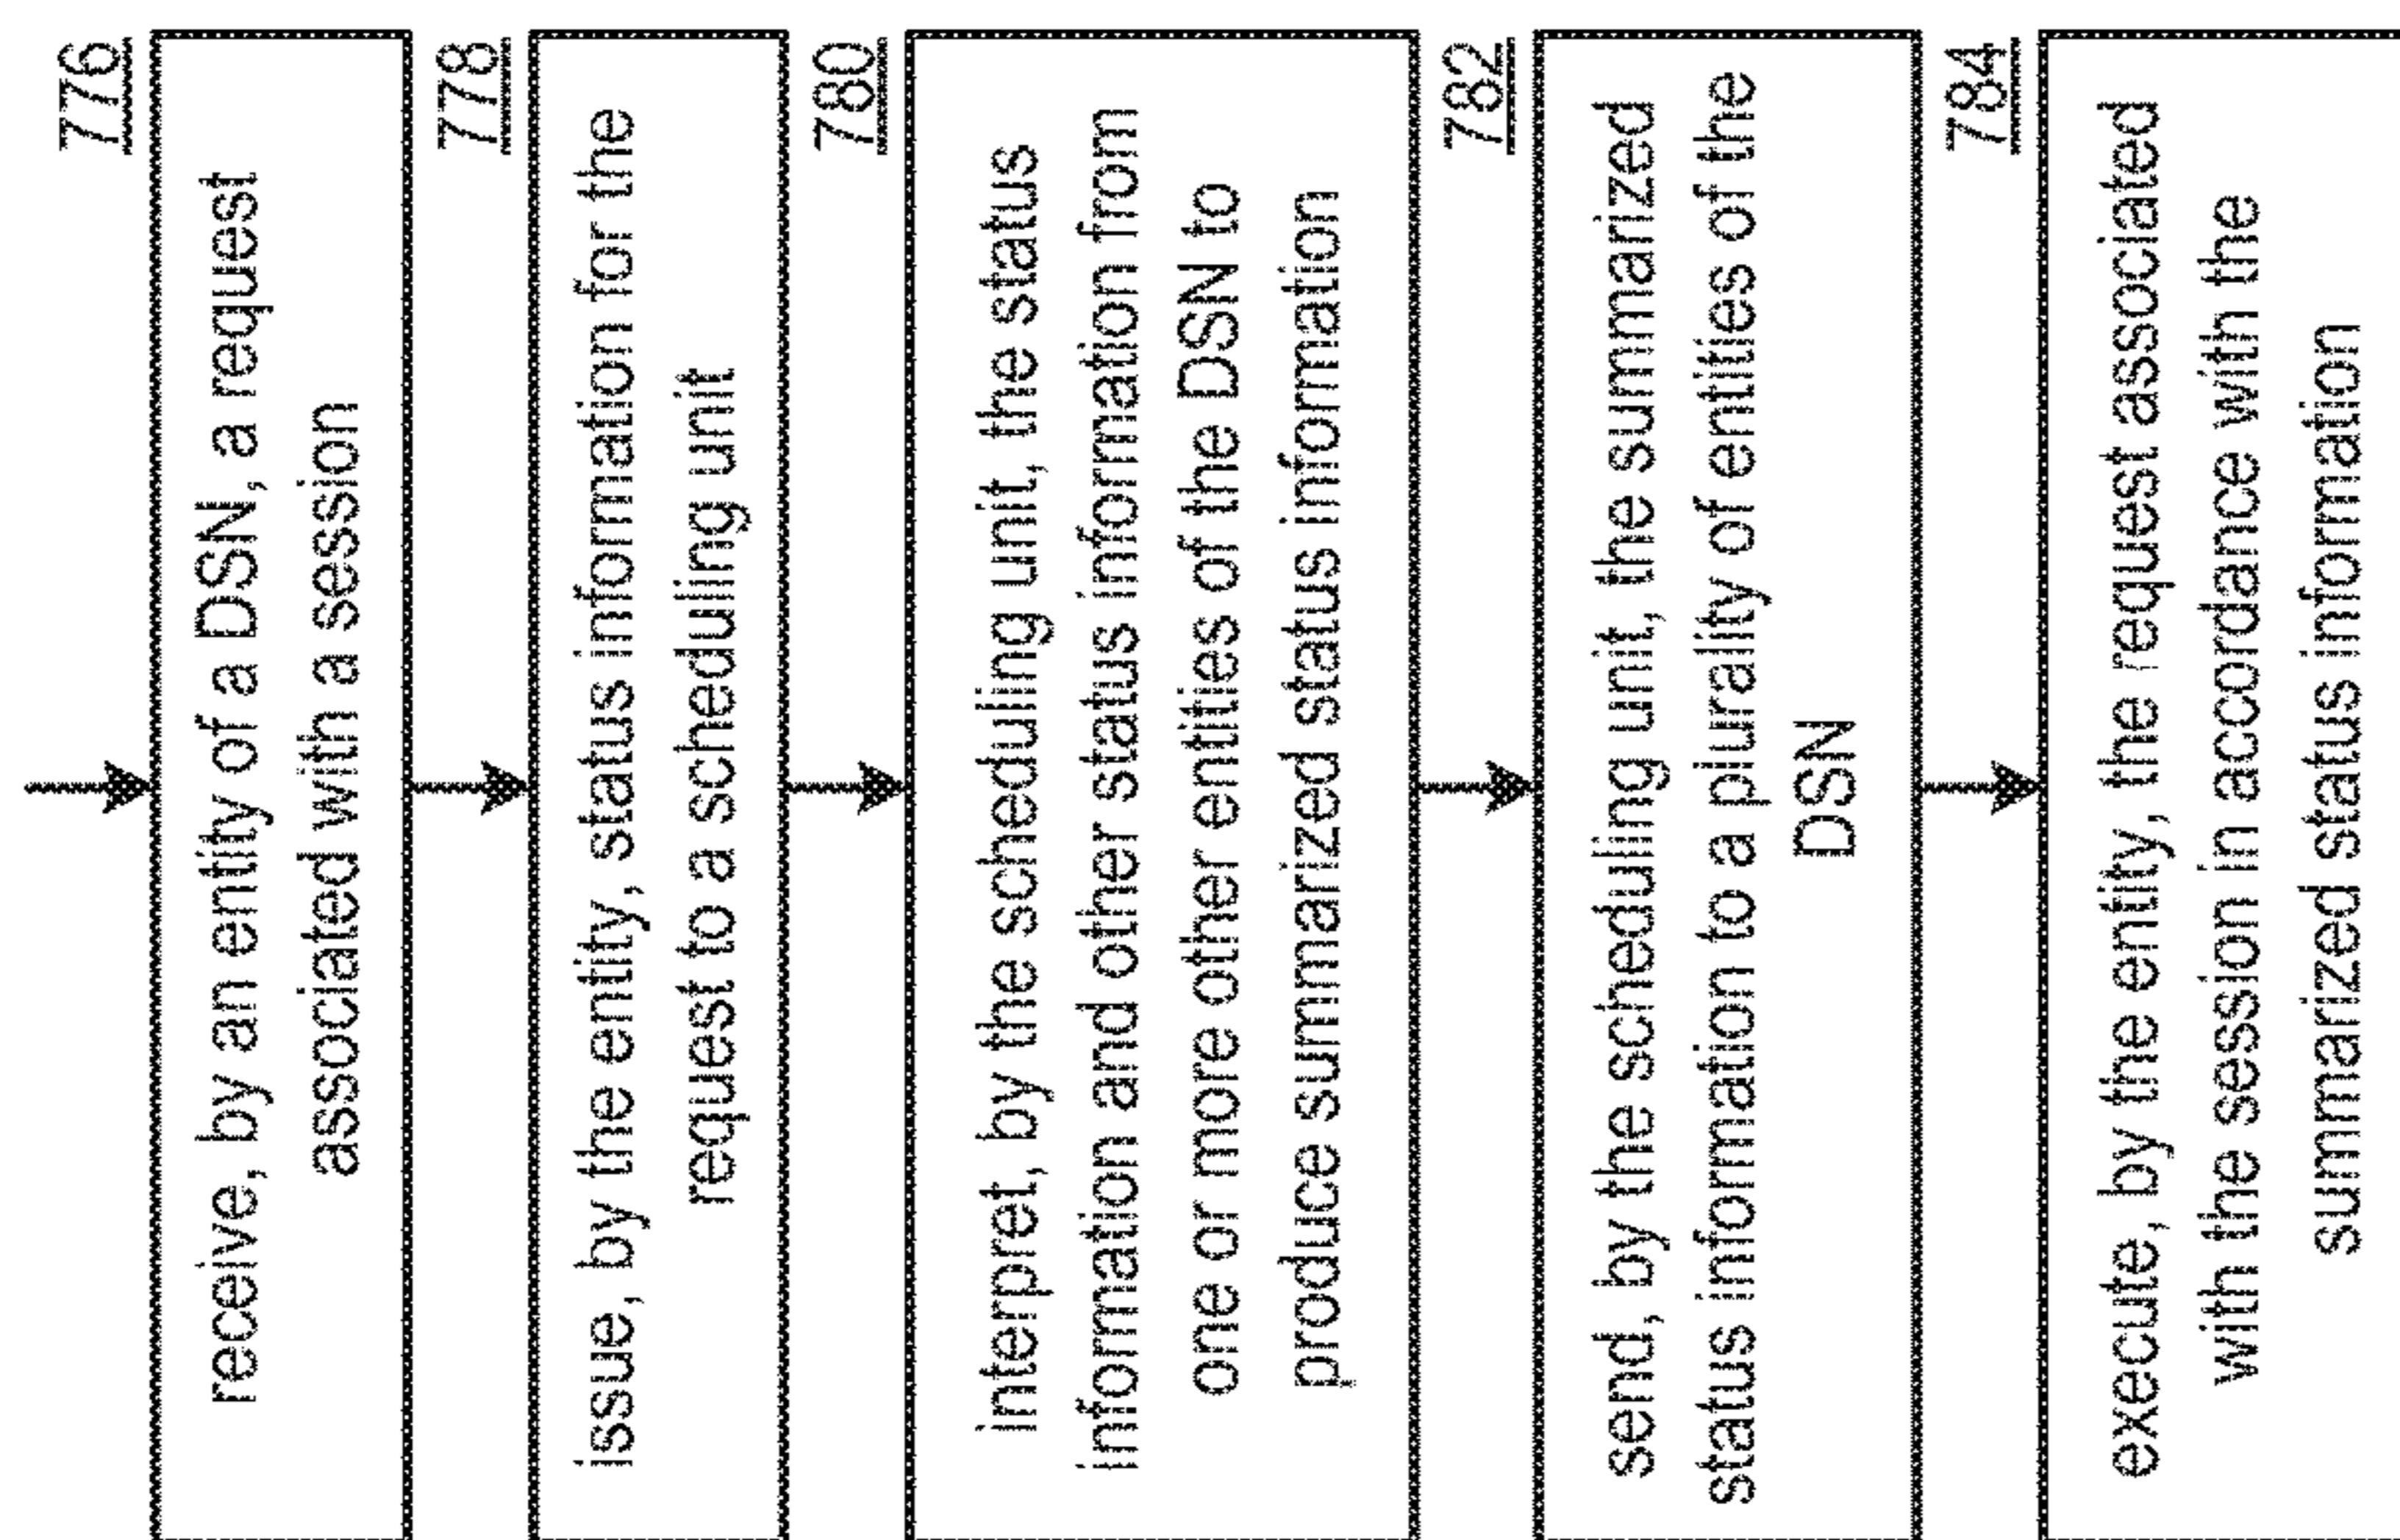 776
receive, by an entity of a DSN, a request
associated with a session
778
issue, by the entity, status information for the
request to a scheduling unit
780
interpret, by the scheduling unit, the status
information and other status information from
one or more other entities of the DSN to
produce summarized status information
782
send, by the scheduling unit, the summarized
status information to a plurality of entities of the
DSN
784
execute, by the entity, the request associated
with the session in accordance with the
summarized status information